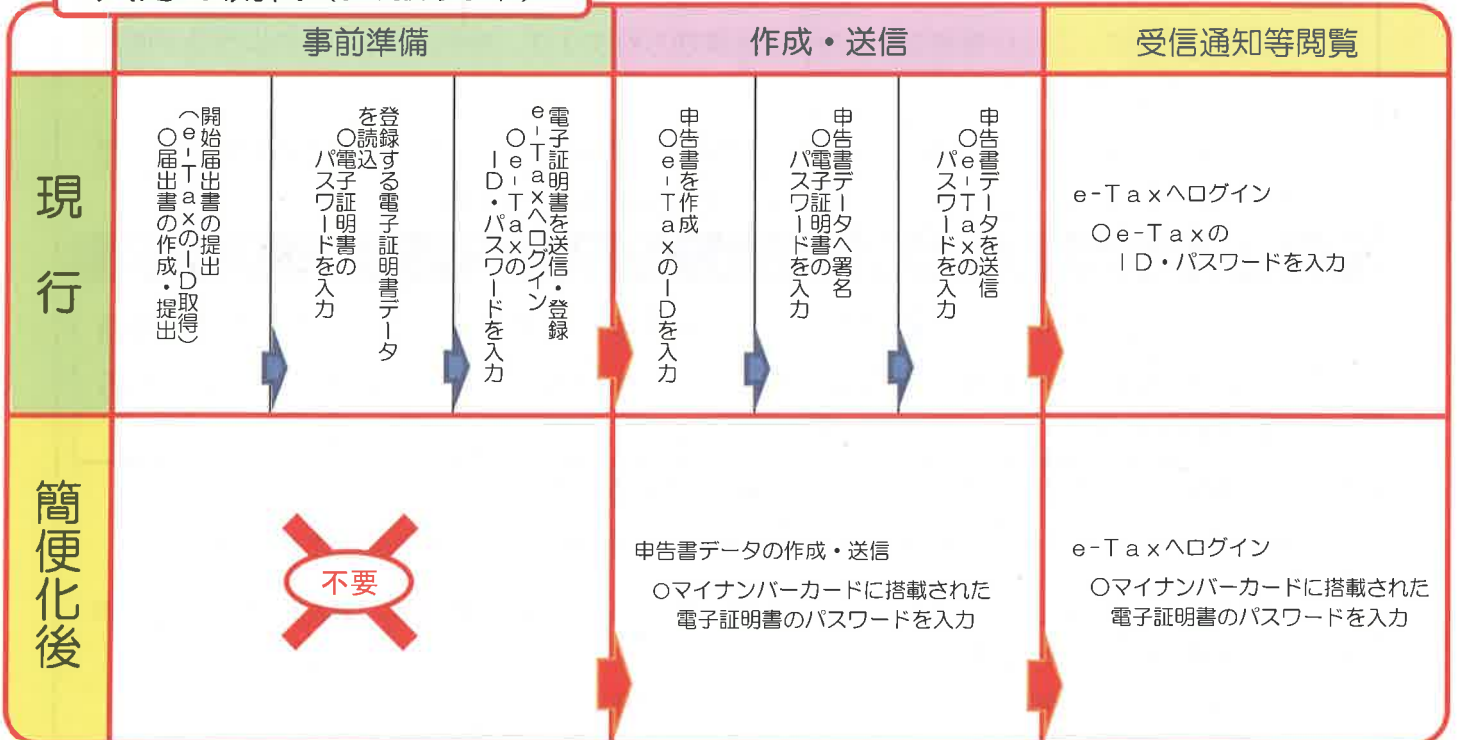 事前準備
作成・送信
受信通知等閲覧
現行
開始届出書の提出
(e-TaxのID取得)
○届出書の作成・提出
登録する電子証明書データ
を読込
○電子証明書の
パスワードを入力
電子証明書を送信・登録
e-Taxへログイン
○e-Taxの
ID・パスワードを入力
申告書を作成
○e-TaxのIDを入力
申告書データへ署名
○電子証明書の
パスワードを入力
申告書データを送信
○e-Taxの
パスワードを入力
e-Taxへログイン
○e-Taxの
ID・パスワードを入力
簡便化後
不要
申告書データの作成・送信
○マイナンバーカードに搭載された
電子証明書のパスワードを入力
e-Taxへログイン
○マイナンバーカードに搭載された
電子証明書のパスワードを入力